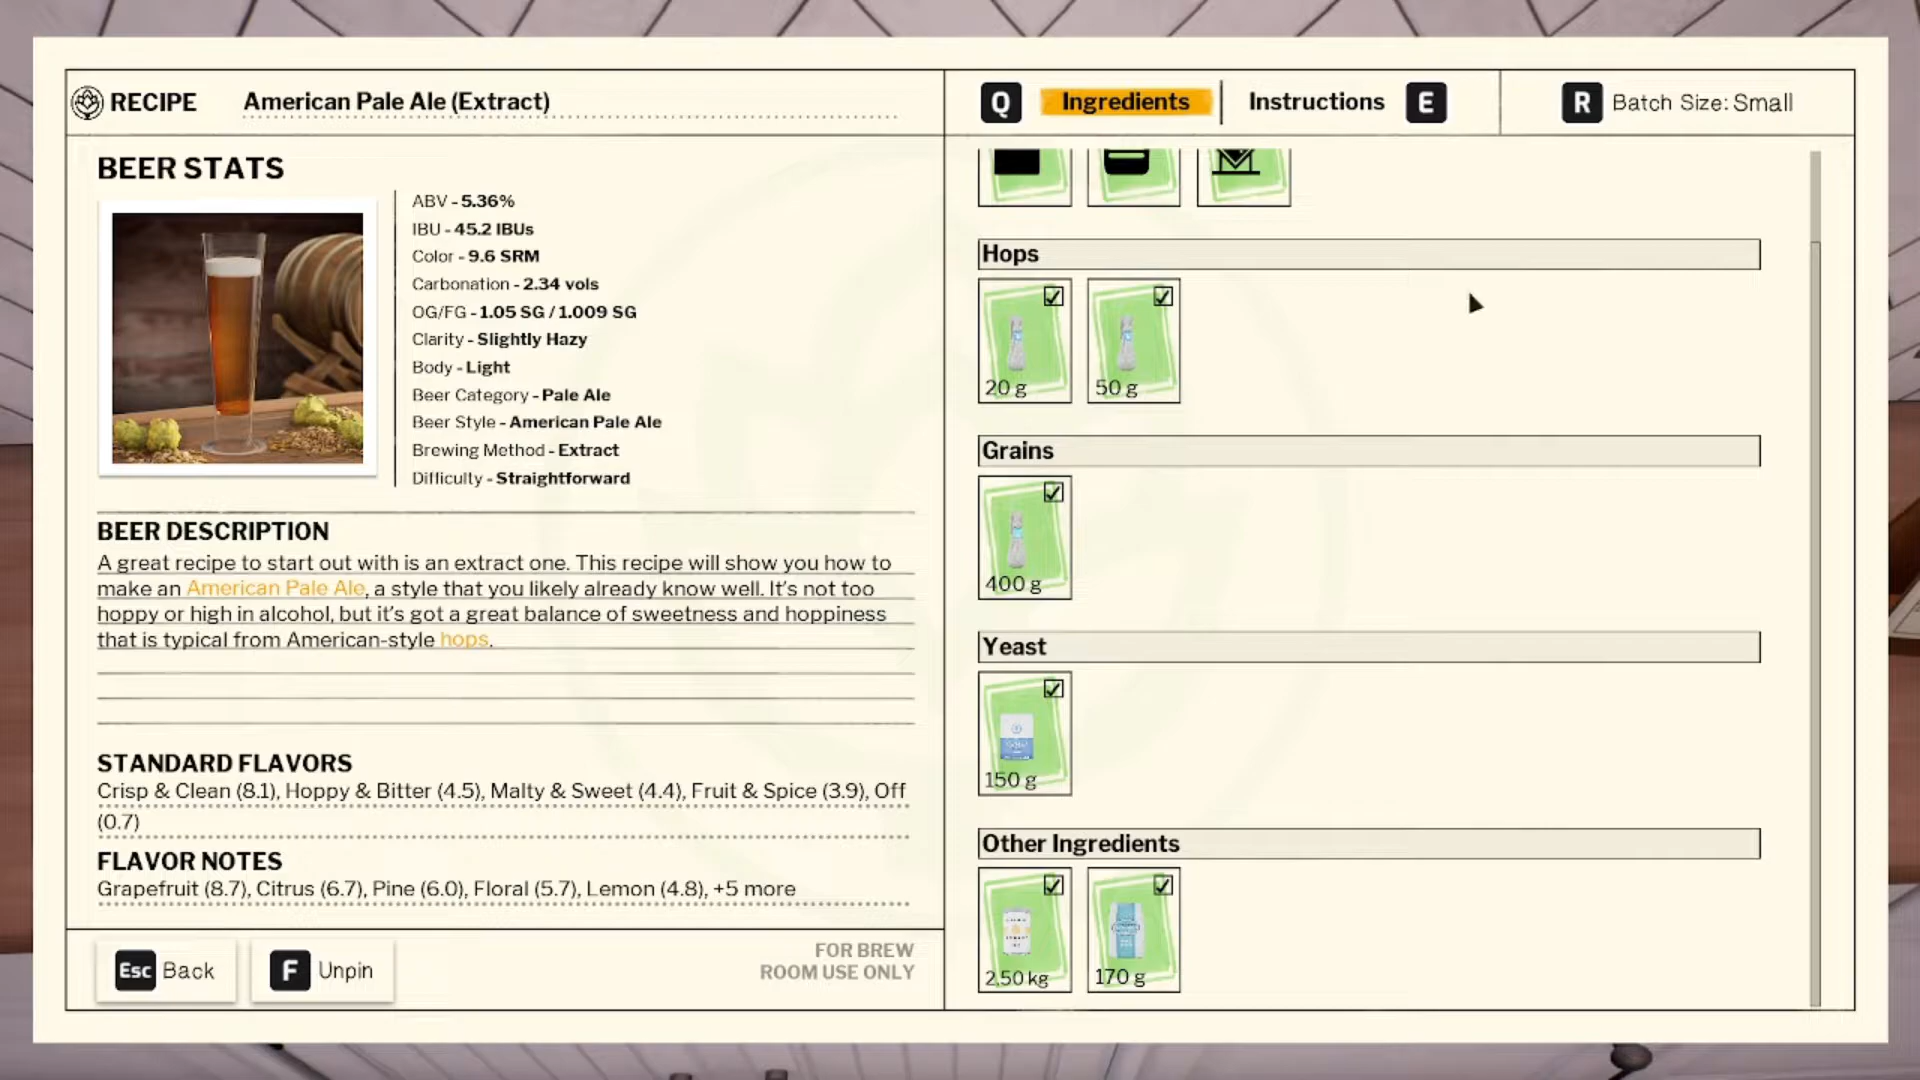 RECIPE
American Pale Ale (Extract)
Q
Ingredients
Instructions
E
R
Batch Size: Small
BEER STATS
ABV - 5.36%
IBU - 45.2 IBUs
Color - 9.6 SRM
Carbonation - 2.34 vols
OG/FG - 1.05 SG / 1.009 SG
Clarity - Slightly Hazy
Body - Light
Beer Category - Pale Ale
Beer Style - American Pale Ale
Brewing Method - Extract
Difficulty - Straightforward
BEER DESCRIPTION
A great recipe to start out with is an extract one. This recipe will show you how to
make an American Pale Ale, a style that you likely already know well. It's not too
hoppy or high in alcohol, but it's got a great balance of sweetness and hoppiness
that is typical from American-style hops.
STANDARD FLAVORS
Crisp & Clean (8.1), Hoppy & Bitter (4.5), Malty & Sweet (4.4), Fruit & Spice (3.9), Off
(0.7)
FLAVOR NOTES
Grapefruit (8.7), Citrus (6.7), Pine (6.0), Floral (5.7), Lemon (4.8), +5 more
Esc Back
F Unpin
FOR BREW
ROOM USE ONLY
Hops
20 g
50 g
Grains
400 g
Yeast
150 g
Other Ingredients
2,50 kg
170 g